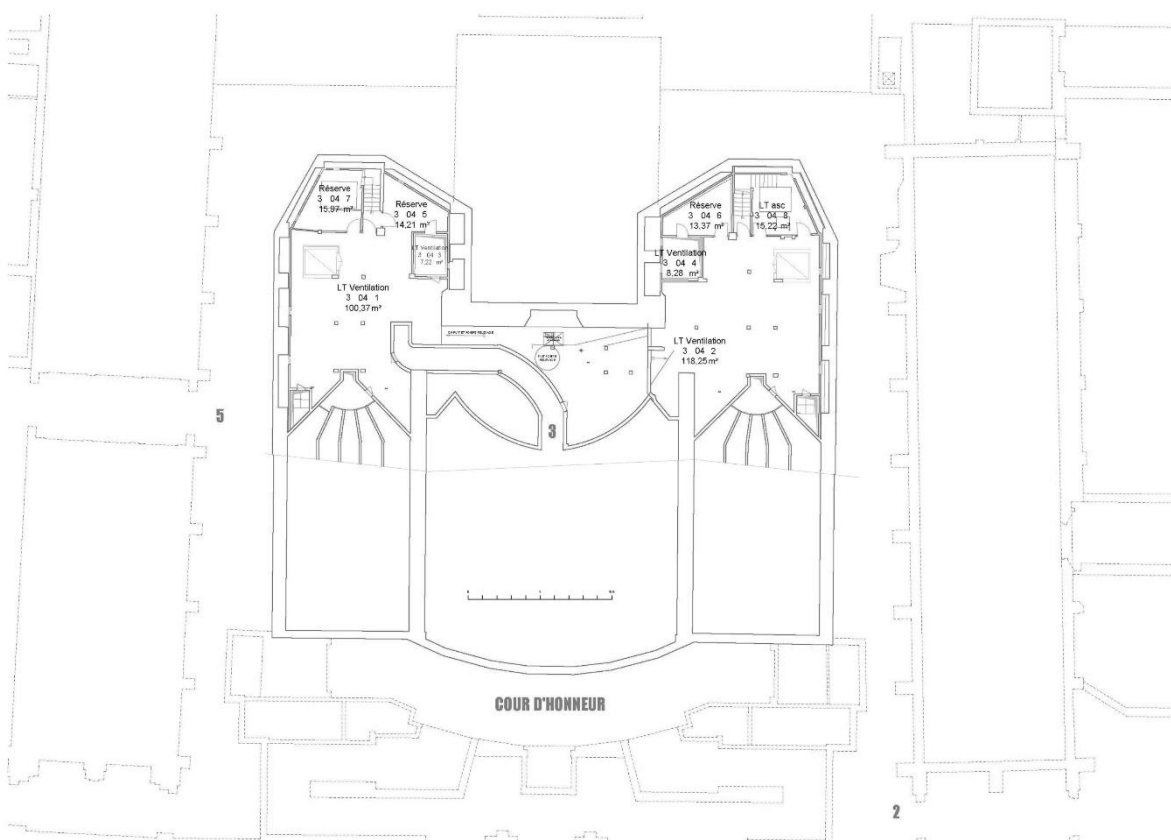 Réserve
3 04 7
15,97 m²
Réserve
3 04 5
14,21 m²
LT Ventilation
3 04 3
7,22 m²
LT Ventilation
3 04 1
100,37 m²
Réserve
3 04 6
13,37 m²
LT asc
3 04 8
15,22 m²
LT Ventilation
3 04 4
8,28 m²
LT Ventilation
3 04 2
118,25 m²
5
3
COUR D'HONNEUR
2